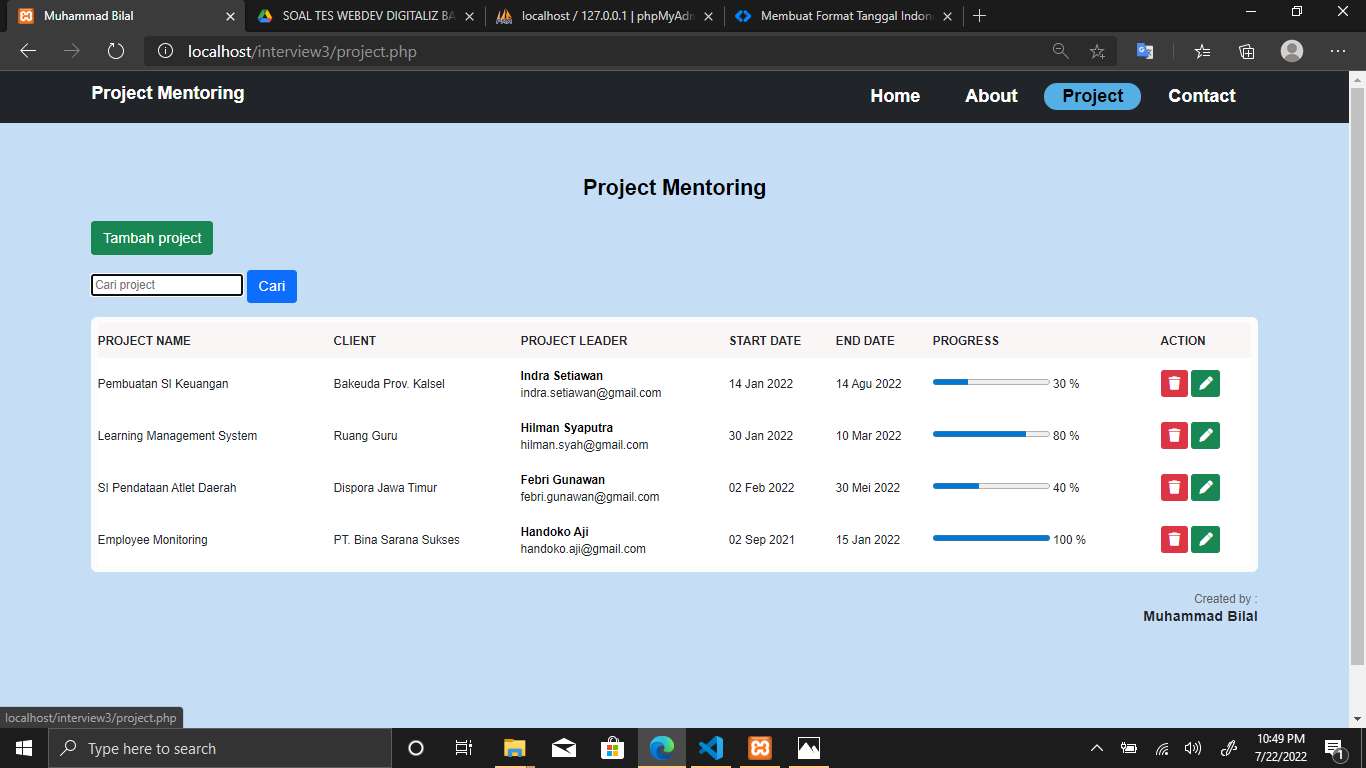 Muhammad Bilal
SOAL TES WEBDEV DIGITALIZ BA
localhost / 127.0.0.1 | phpMyAdm
Membuat Format Tanggal Indone
localhost/interview3/project.php
Project Mentoring
Home About Project Contact
Project Mentoring
Tambah project
Cari project Cari
PROJECT NAME CLIENT PROJECT LEADER START DATE END DATE PROGRESS ACTION
Pembuatan SI Keuangan Bakeuda Prov. Kalsel Indra Setiawan 14 Jan 2022 14 Agu 2022 30 %
indra.setiawan@gmail.com
Learning Management System Ruang Guru Hilman Syaputra 30 Jan 2022 10 Mar 2022 80 %
hilman.syah@gmail.com
SI Pendataan Atlet Daerah Dispora Jawa Timur Febri Gunawan 02 Feb 2022 30 Mei 2022 40 %
febri.gunawan@gmail.com
Employee Monitoring PT. Bina Sarana Sukses Handoko Aji 02 Sep 2021 15 Jan 2022 100 %
handoko.aji@gmail.com
Created by :
Muhammad Bilal
localhost/interview3/project.php
Type here to search
10:49 PM
7/22/2022
1